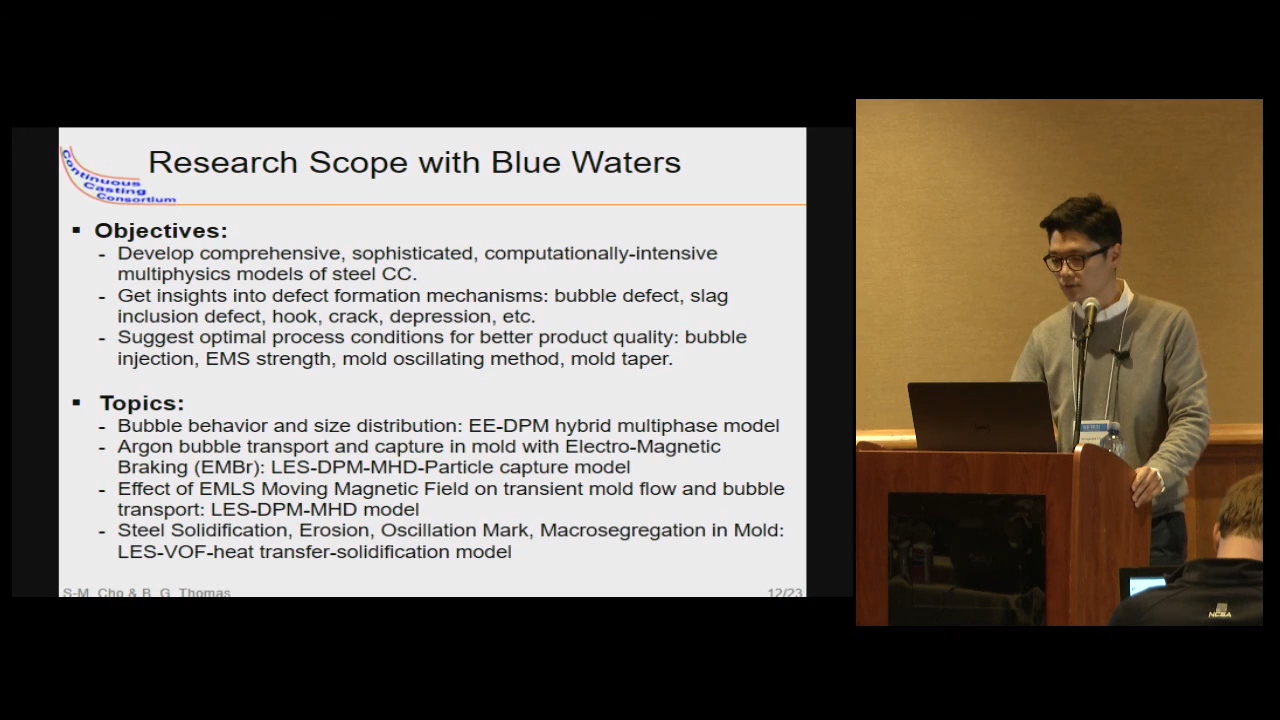 Research Scope with Blue Waters
Continuous
Casting
Consortium
▪ Objectives:
- Develop comprehensive, sophisticated, computationally-intensive
multiphysics models of steel CC.
- Get insights into defect formation mechanisms: bubble defect, slag
inclusion defect, hook, crack, depression, etc.
- Suggest optimal process conditions for better product quality: bubble
injection, EMS strength, mold oscillating method, mold taper.
▪ Topics:
- Bubble behavior and size distribution: EE-DPM hybrid multiphase model
- Argon bubble transport and capture in mold with Electro-Magnetic
Braking (EMBr): LES-DPM-MHD-Particle capture model
- Effect of EMLS Moving Magnetic Field on transient mold flow and bubble
transport: LES-DPM-MHD model
- Steel Solidification, Erosion, Oscillation Mark, Macrosegregation in Mold:
LES-VOF-heat transfer-solidification model
S-M. Cho & B. G. Thomas
12/23
NCSA